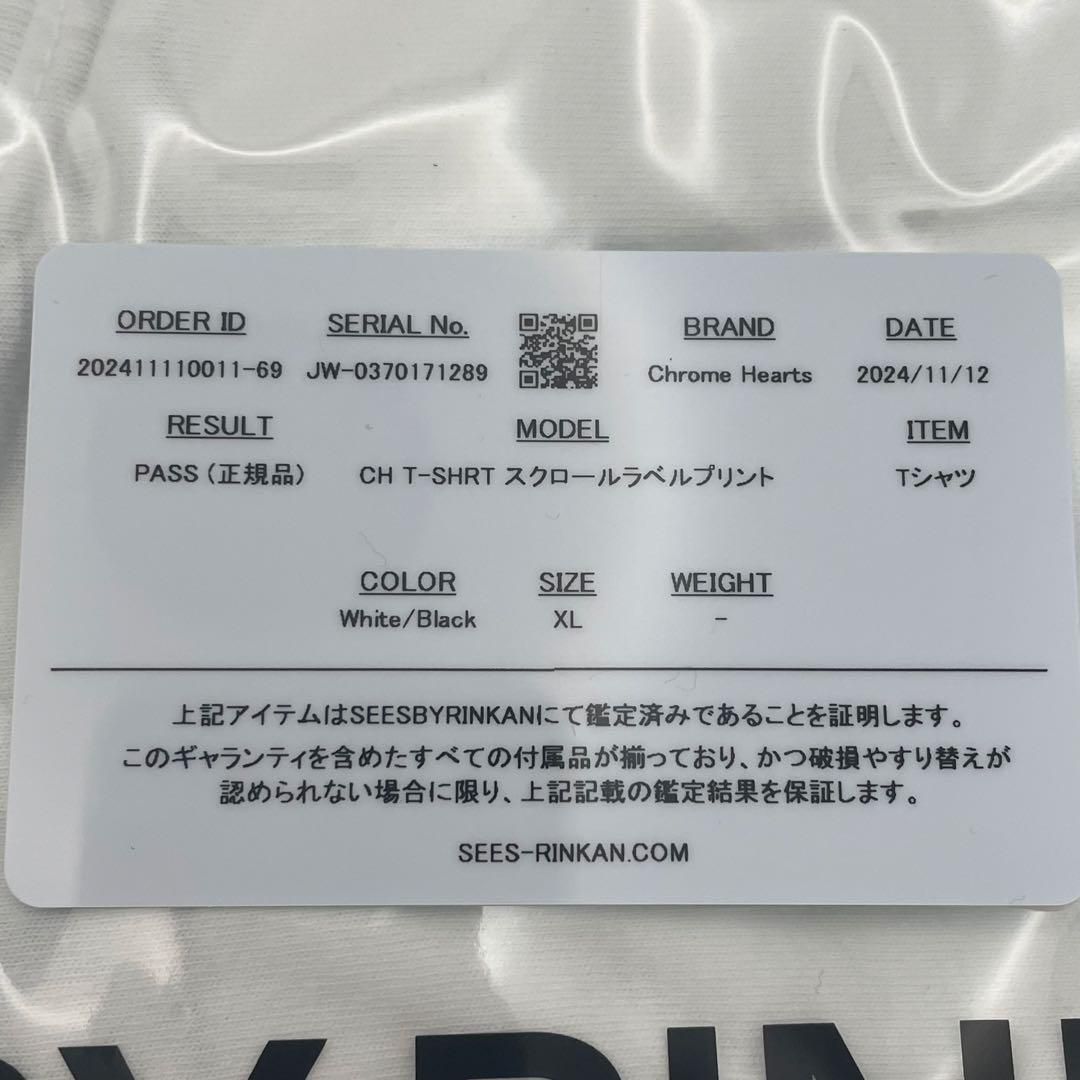 ORDER ID SERIAL No. BRAND DATE
202411110011-69 JW-0370171289 Chrome Hearts 2024/11/12
RESULT MODEL ITEM
PASS (正規品) CH T-SHRT スクロールラベルプリント Tシャツ
COLOR SIZE WEIGHT
White/Black XL -
上記アイテムはSEESBYRINKANにて鑑定済みであることを証明します。
このギャランティを含めたすべての付属品が揃っており、かつ破損やすり替えが
認められない場合に限り、上記記載の鑑定結果を保証します。
SEES-RINKAN.COM